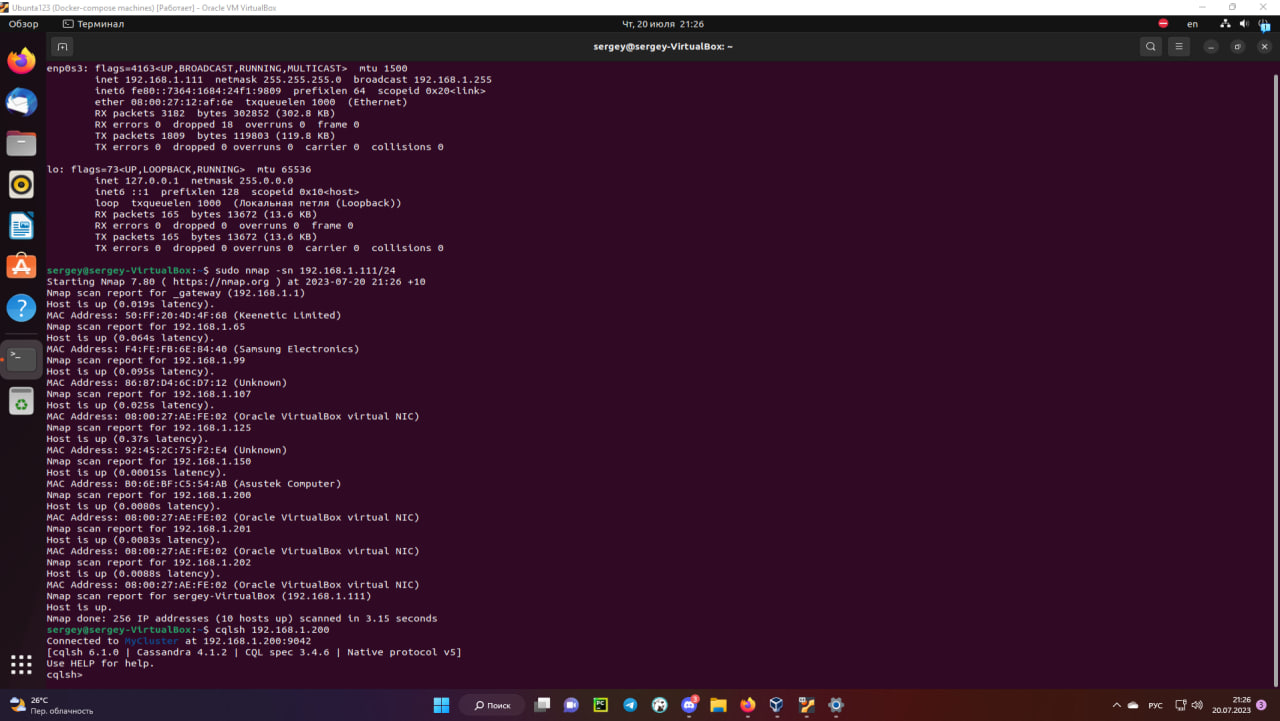 Ubunta123 (Docker-compose machines) [Работает] - Oracle VM VirtualBox
Обзор Терминал Чт, 20 июля 21:26 en
sergey@sergey-VirtualBox: ~
enp0s3: flags=4163<UP,BROADCAST,RUNNING,MULTICAST> mtu 1500
inet 192.168.1.111 netmask 255.255.255.0 broadcast 192.168.1.255
inet6 fe80::7364:1684:24f1:9809 prefixlen 64 scopeid 0x20<link>
ether 08:00:27:12:af:6e txqueuelen 1000 (Ethernet)
RX packets 3182 bytes 302852 (302.8 KB)
RX errors 0 dropped 18 overruns 0 frame 0
TX packets 1809 bytes 119803 (119.8 KB)
TX errors 0 dropped 0 overruns 0 carrier 0 collisions 0
lo: flags=73<UP,LOOPBACK,RUNNING> mtu 65536
inet 127.0.0.1 netmask 255.0.0.0
inet6 ::1 prefixlen 128 scopeid 0x10<host>
loop txqueuelen 1000 (Локальная петля (Loopback))
RX packets 165 bytes 13672 (13.6 KB)
RX errors 0 dropped 0 overruns 0 frame 0
TX packets 165 bytes 13672 (13.6 KB)
TX errors 0 dropped 0 overruns 0 carrier 0 collisions 0
sergey@sergey-VirtualBox:~$ sudo nmap -sn 192.168.1.111/24
Starting Nmap 7.80 ( https://nmap.org ) at 2023-07-20 21:26 +10
Nmap scan report for _gateway (192.168.1.1)
Host is up (0.019s latency).
MAC Address: 50:FF:20:4D:4F:68 (Keenetic Limited)
Nmap scan report for 192.168.1.65
Host is up (0.064s latency).
MAC Address: F4:FE:FB:6E:84:40 (Samsung Electronics)
Nmap scan report for 192.168.1.99
Host is up (0.095s latency).
MAC Address: 86:87:D4:6C:D7:12 (Unknown)
Nmap scan report for 192.168.1.107
Host is up (0.025s latency).
MAC Address: 08:00:27:AE:FE:02 (Oracle VirtualBox virtual NIC)
Nmap scan report for 192.168.1.125
Host is up (0.37s latency).
MAC Address: 92:45:2C:75:F2:E4 (Unknown)
Nmap scan report for 192.168.1.150
Host is up (0.00015s latency).
MAC Address: B0:6E:BF:C5:54:AB (Asustek Computer)
Nmap scan report for 192.168.1.200
Host is up (0.0080s latency).
MAC Address: 08:00:27:AE:FE:02 (Oracle VirtualBox virtual NIC)
Nmap scan report for 192.168.1.201
Host is up (0.0083s latency).
MAC Address: 08:00:27:AE:FE:02 (Oracle VirtualBox virtual NIC)
Nmap scan report for 192.168.1.202
Host is up (0.0088s latency).
MAC Address: 08:00:27:AE:FE:02 (Oracle VirtualBox virtual NIC)
Nmap scan report for sergey-VirtualBox (192.168.1.111)
Host is up.
Nmap done: 256 IP addresses (10 hosts up) scanned in 3.15 seconds
sergey@sergey-VirtualBox:~$ cqlsh 192.168.1.200
Connected to MyCluster at 192.168.1.200:9042
[cqlsh 6.1.0 | Cassandra 4.1.2 | CQL spec 3.4.6 | Native protocol v5]
Use HELP for help.
cqlsh>
26°C
Пер. облачность
Поиск
РУС
21:26
20.07.2023
3